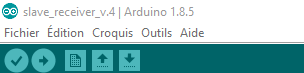 slave_receiver_v.4 | Arduino 1.8.5
Fichier Édition Croquis Outils Aide